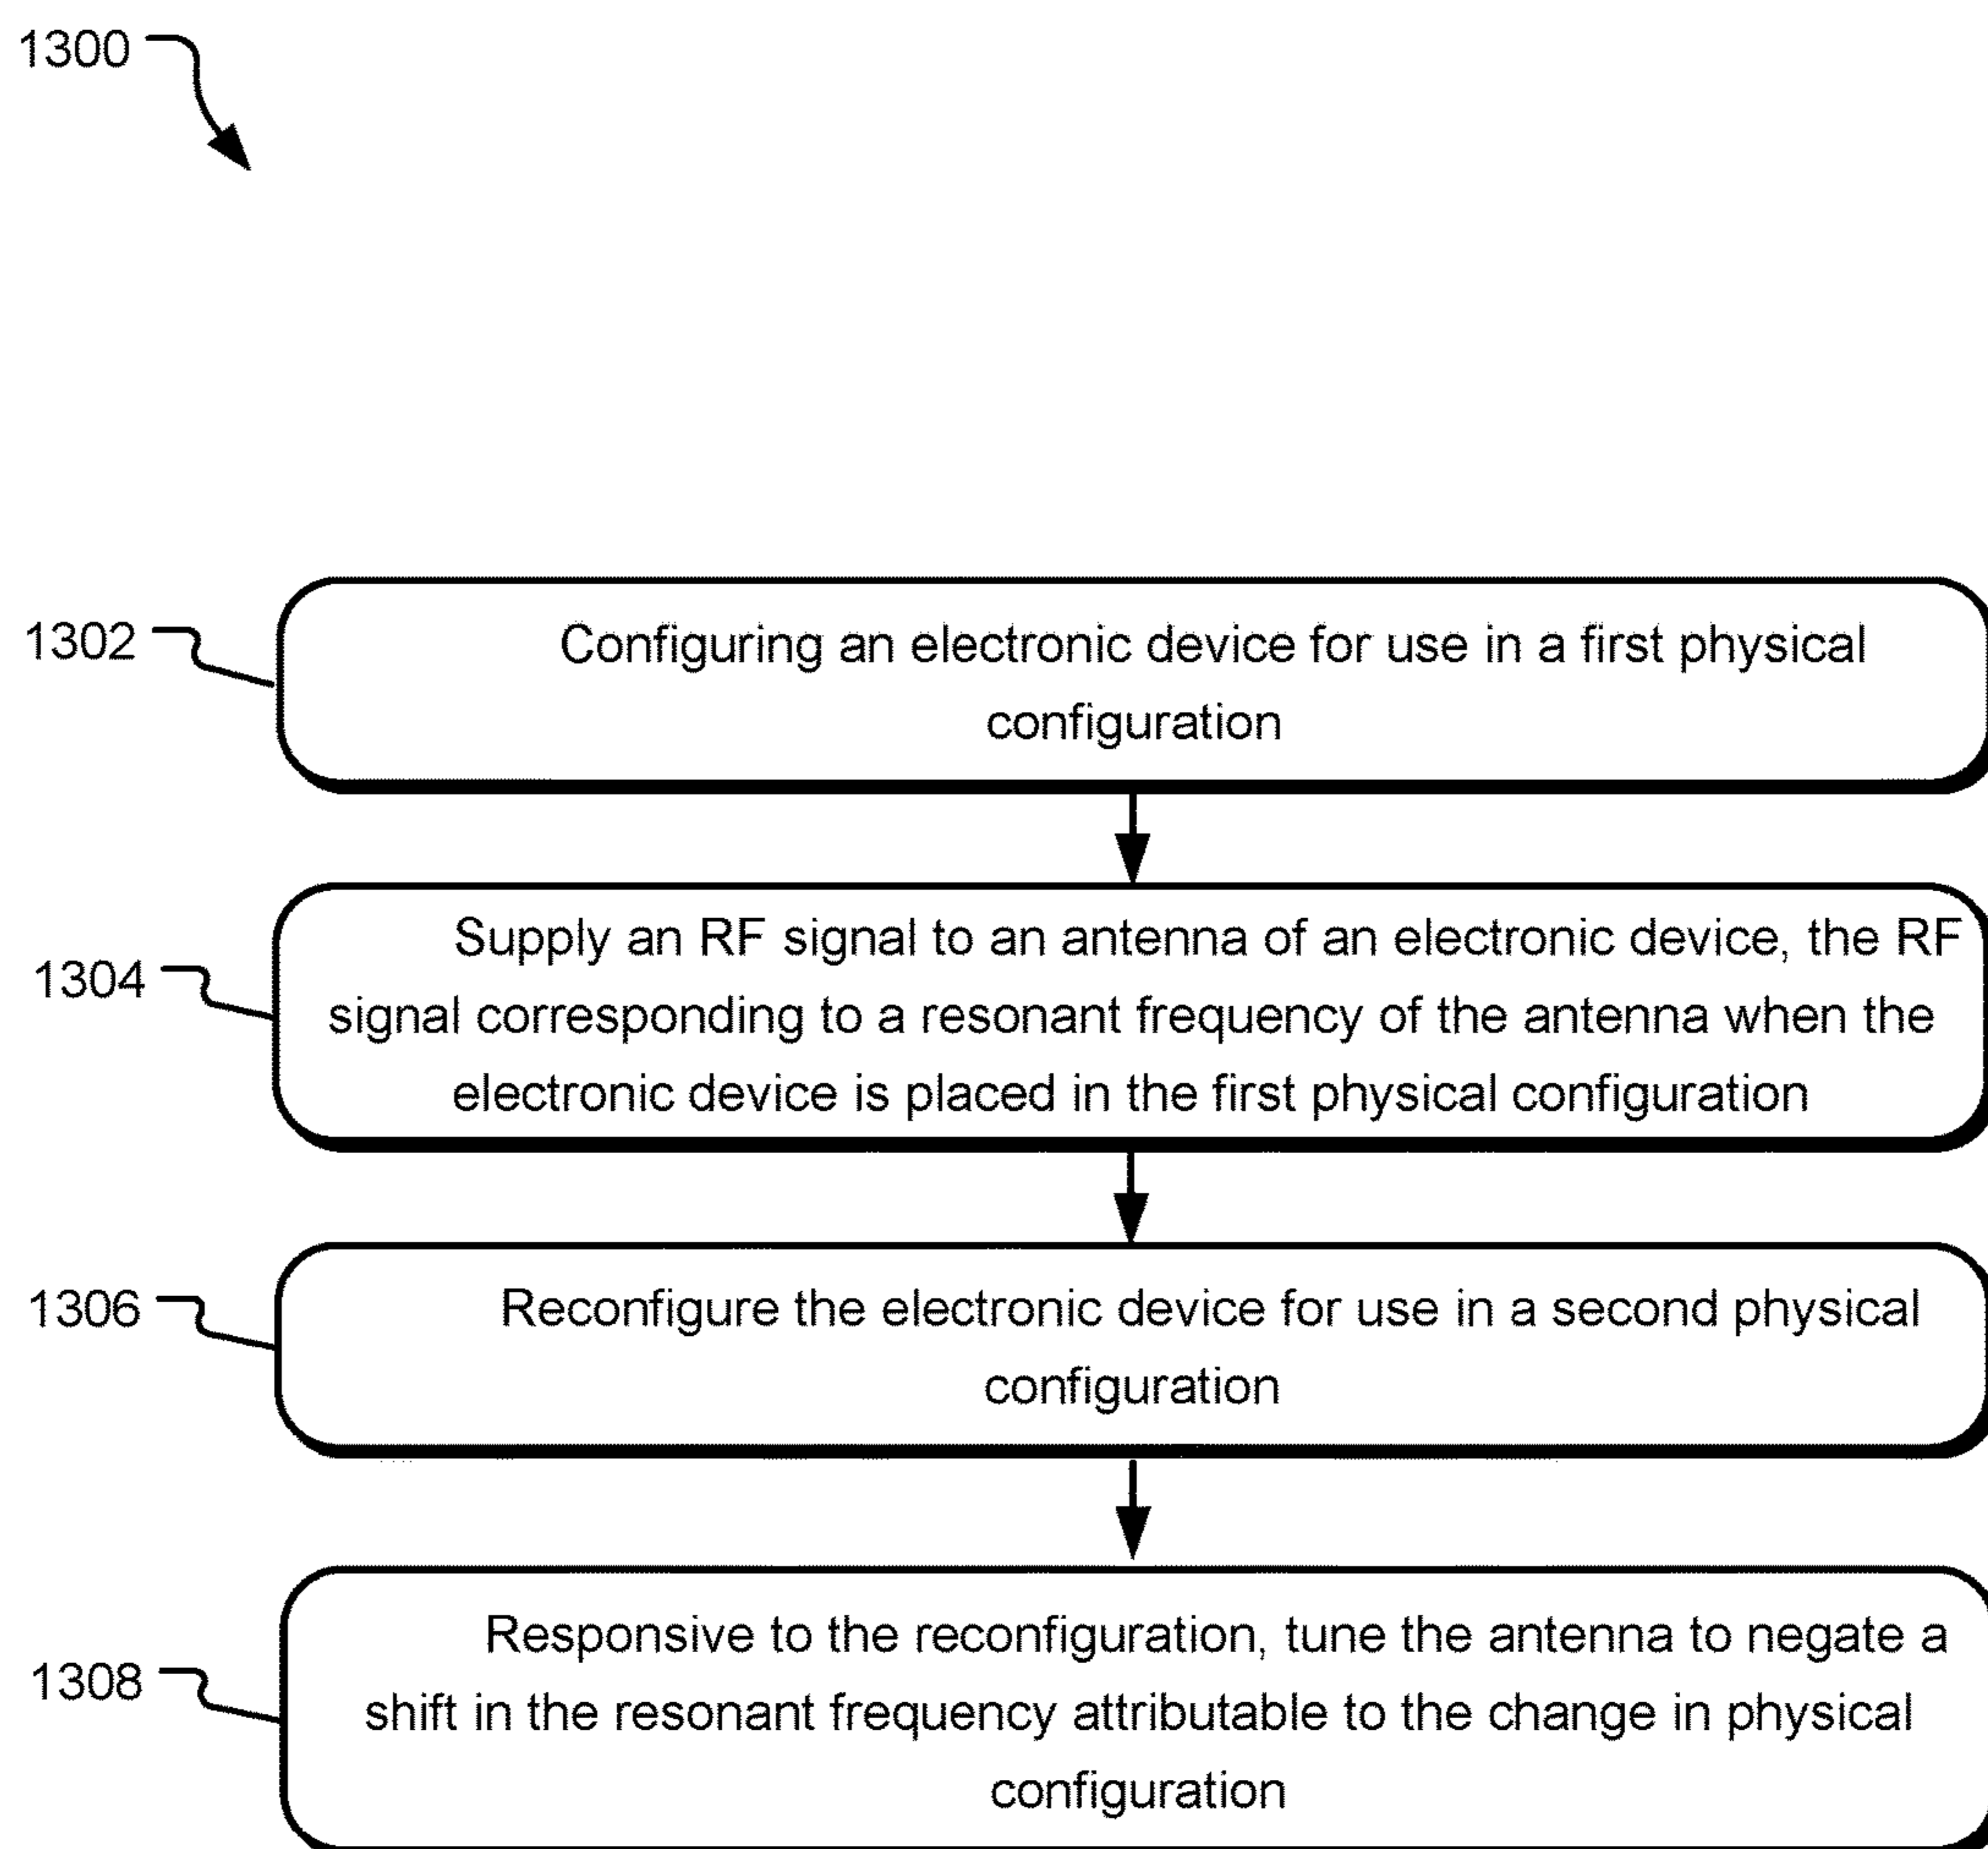 1300
1302
Configuring an electronic device for use in a first physical
configuration
1304
Supply an RF signal to an antenna of an electronic device, the RF
signal corresponding to a resonant frequency of the antenna when the
electronic device is placed in the first physical configuration
1306
Reconfigure the electronic device for use in a second physical
configuration
1308
Responsive to the reconfiguration, tune the antenna to negate a
shift in the resonant frequency attributable to the change in physical
configuration